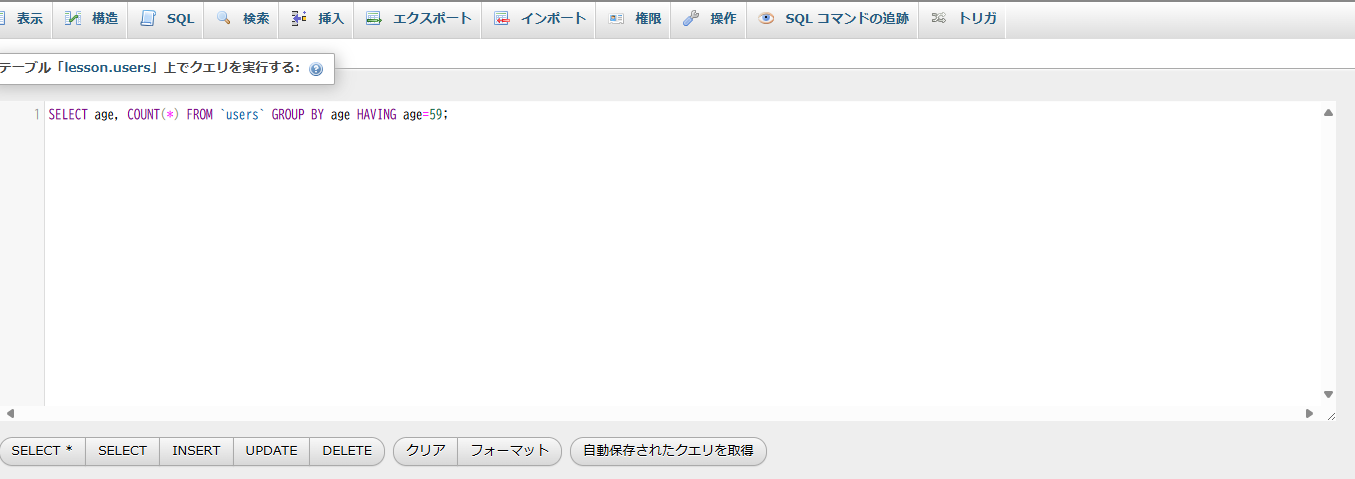 表示 構造 SQL 検索 挿入 エクスポート インポート 権限 操作 SQL コマンドの追跡 トリガ
テーブル「lesson.users」上でクエリを実行する:
1 SELECT age, COUNT(*) FROM `users` GROUP BY age HAVING age=59;
SELECT * SELECT INSERT UPDATE DELETE クリア フォーマット 自動保存されたクエリを取得